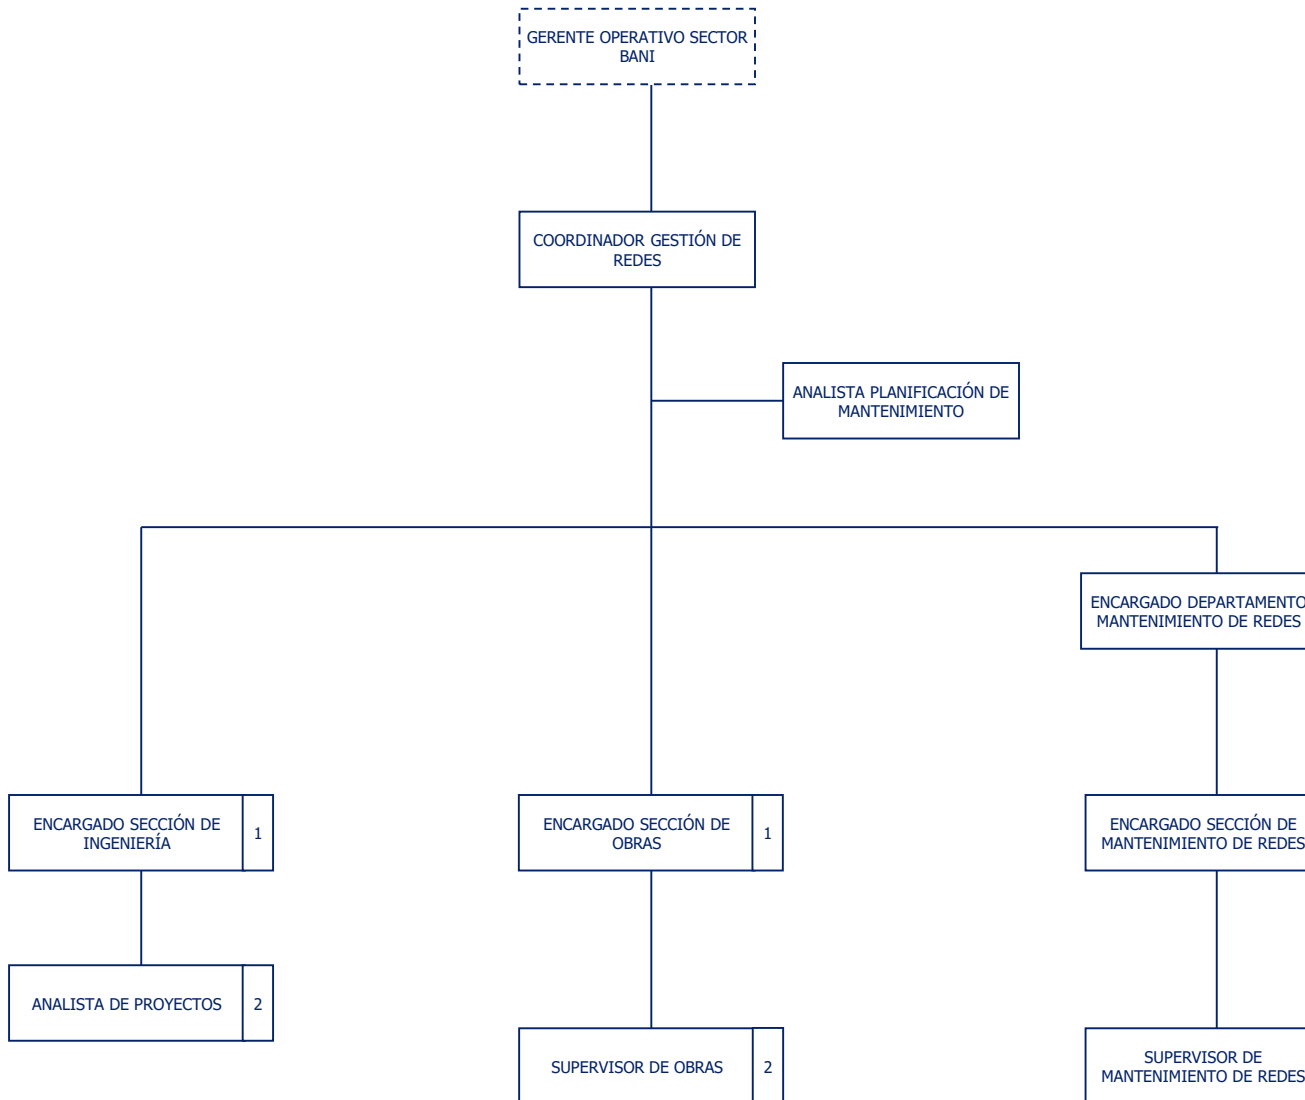 GERENTE OPERATIVO SECTOR
BANI
COORDINADOR GESTIÓN DE
REDES
ANALISTA PLANIFICACIÓN DE
MANTENIMIENTO
ENCARGADO DEPARTAMENTO
MANTENIMIENTO DE REDES
ENCARGADO SECCIÓN DE
INGENIERÍA
1
ENCARGADO SECCIÓN DE
OBRAS
1
ENCARGADO SECCIÓN DE
MANTENIMIENTO DE REDES
ANALISTA DE PROYECTOS
2
SUPERVISOR DE OBRAS
2
SUPERVISOR DE
MANTENIMIENTO DE REDES